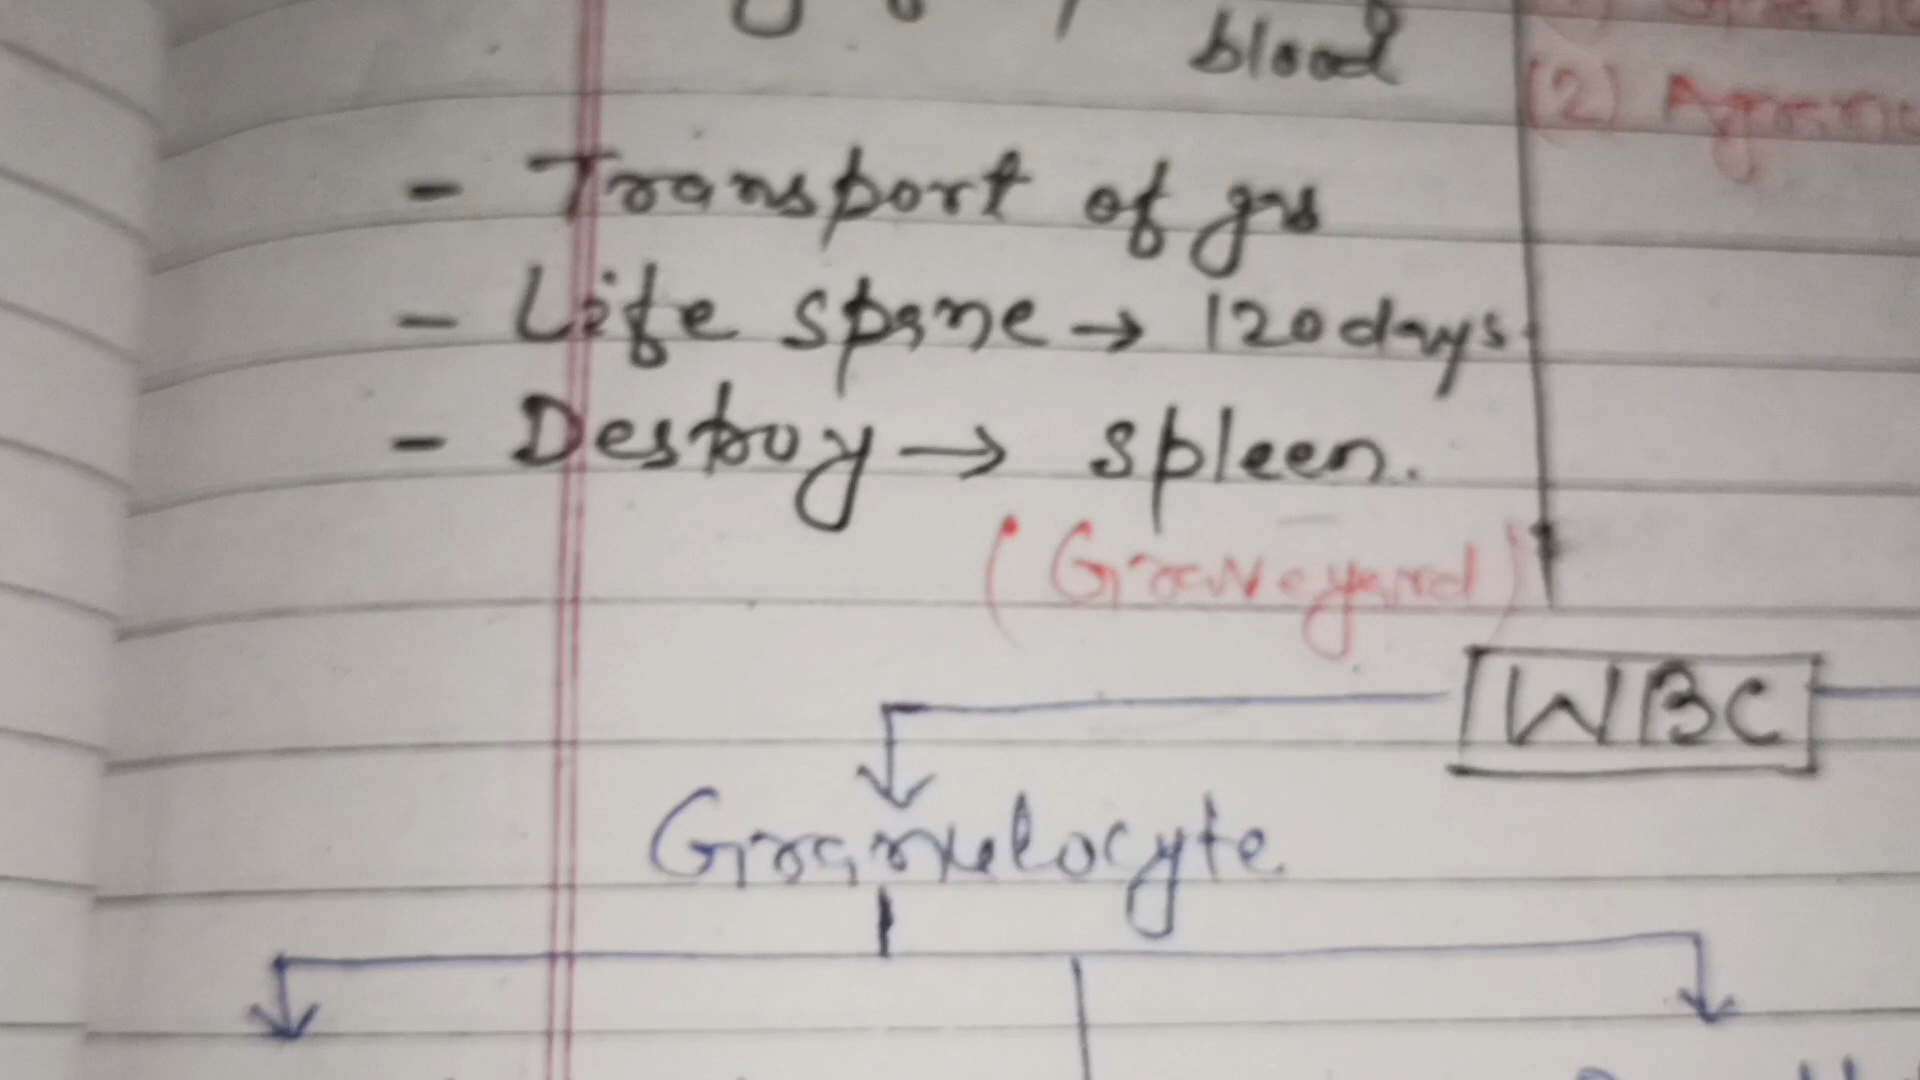 blood
(2)
- Transport of gas
- Life spane → 120 days.
- Destroy → spleen.
(Graveyard)
WBC
Granulocyte